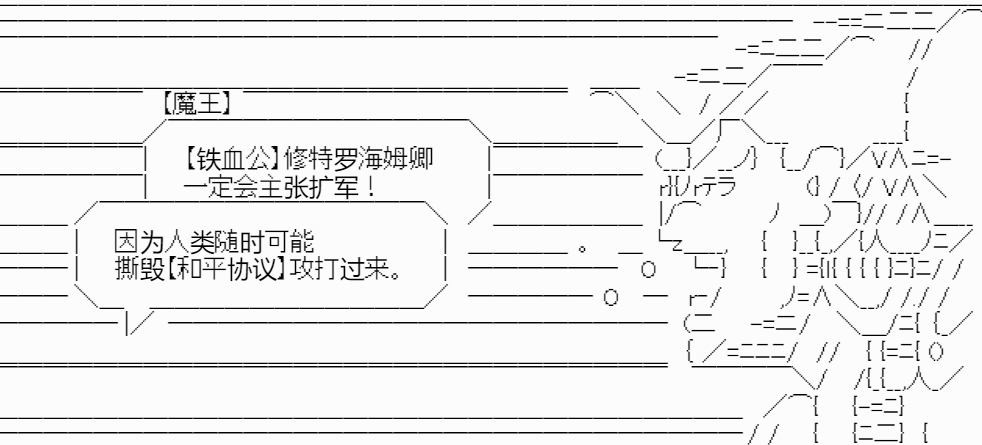 【魔王】
【铁血公】修特罗海姆卿
一定会主张扩军！
因为人类随时可能
撕毁【和平协议】攻打过来。